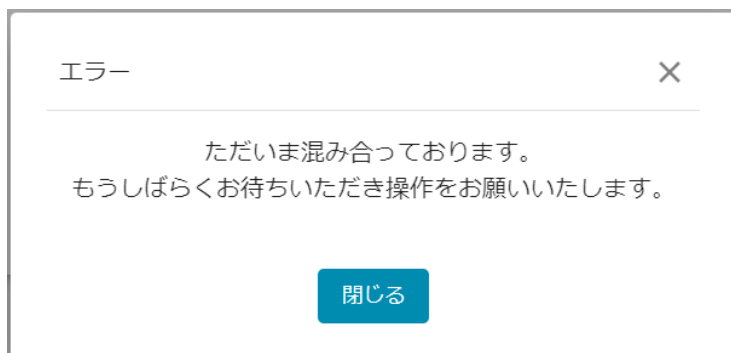 エラー
ただいま混み合っております。
もうしばらくお待ちいただき操作をお願いいたします。
閉じる